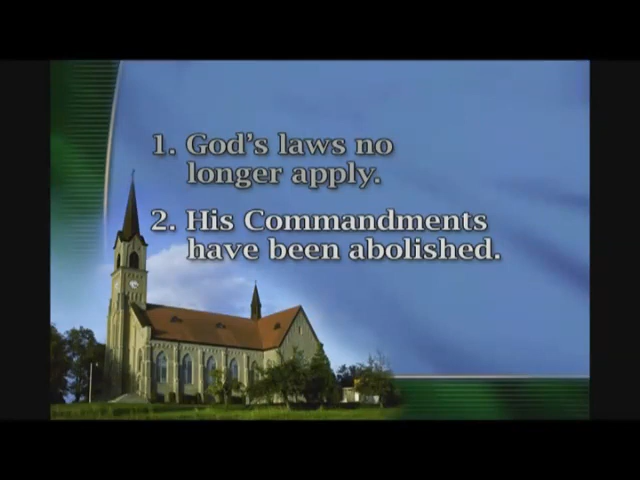 1. God's laws no
longer apply.
2. His Commandments
have been abolished.